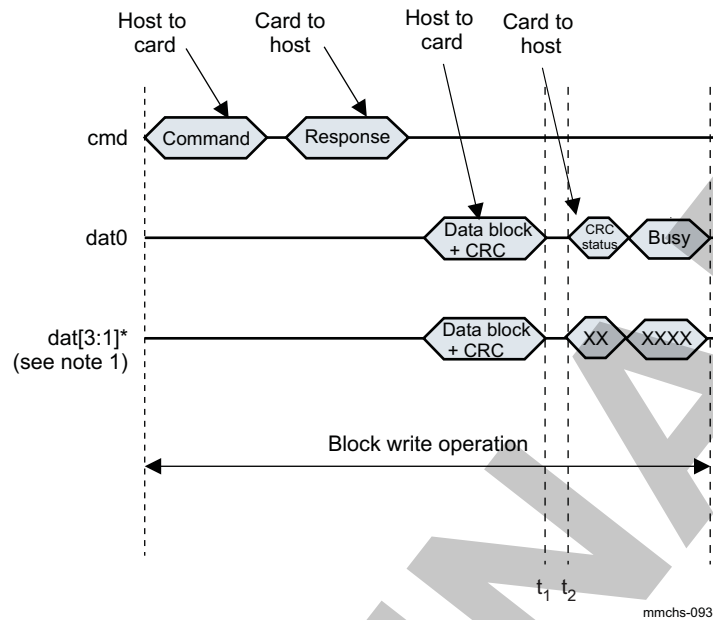 Host to
card
Card to
host
Host to
card
Card to
host
cmd
Command
Response
dat0
Data block
+ CRC
CRC
status
Busy
dat[3:1]*
(see note 1)
Data block
+ CRC
XX
XXXX
Block write operation
t1 t2
mmchs-093